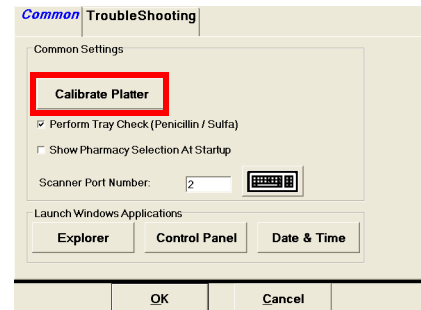 Common TroubleShooting
Common Settings
Calibrate Platter
Perform Tray Check (Penicillin / Sulfa)
Show Pharmacy Selection At Startup
Scanner Port Number: 2
Launch Windows Applications
Explorer Control Panel Date & Time
OK Cancel